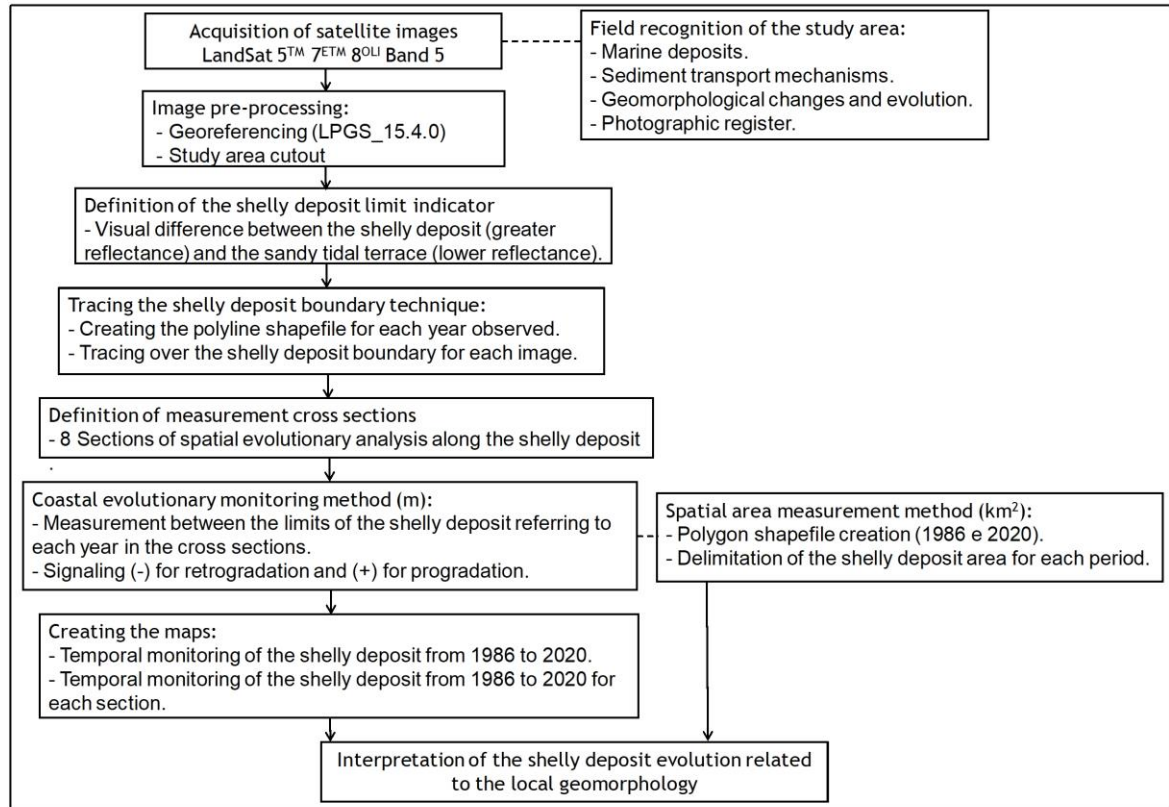 Acquisition of satellite images
LandSat 5TM 7ETM 8OLI Band 5
Field recognition of the study area:
- Marine deposits.
- Sediment transport mechanisms.
- Geomorphological changes and evolution.
- Photographic register.
Image pre-processing:
- Georeferencing (LPGS_15.4.0)
- Study area cutout
Definition of the shelly deposit limit indicator
- Visual difference between the shelly deposit (greater
reflectance) and the sandy tidal terrace (lower reflectance).
Tracing the shelly deposit boundary technique:
- Creating the polyline shapefile for each year observed.
- Tracing over the shelly deposit boundary for each image.
Definition of measurement cross sections
- 8 Sections of spatial evolutionary analysis along the shelly deposit
.
Coastal evolutionary monitoring method (m):
- Measurement between the limits of the shelly deposit referring to
each year in the cross sections.
- Signaling (-) for retrogradation and (+) for progradation.
Spatial area measurement method (km²):
- Polygon shapefile creation (1986 e 2020).
- Delimitation of the shelly deposit area for each period.
Creating the maps:
- Temporal monitoring of the shelly deposit from 1986 to 2020.
- Temporal monitoring of the shelly deposit from 1986 to 2020 for
each section.
Interpretation of the shelly deposit evolution related
to the local geomorphology